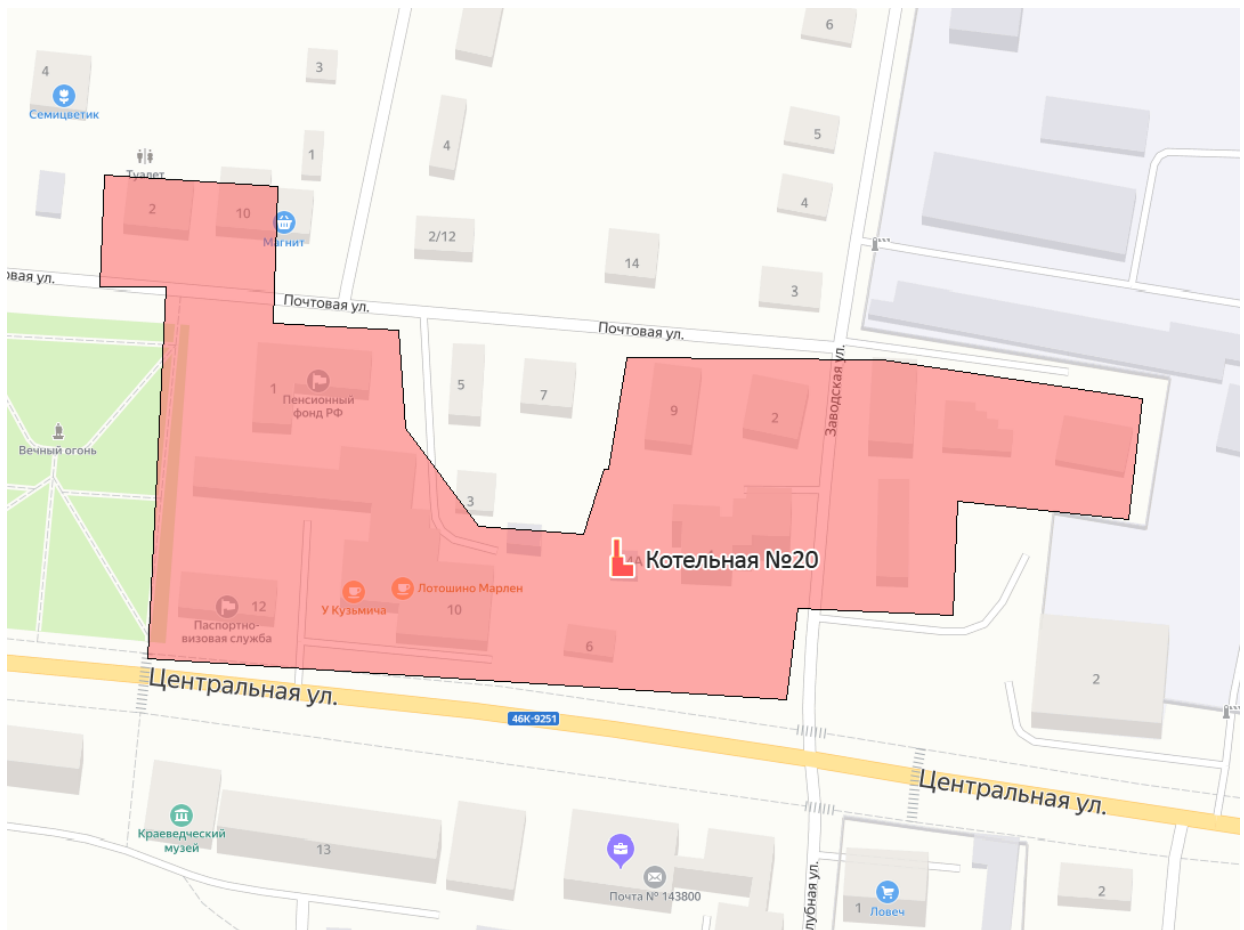 6
4
3
Семицветик
5
4
1
Туалет
4
2
10
Магнит
2/12
14
3
овая ул.
Почтовая ул.
Почтовая ул.
Заводская ул.
1
Пенсионный
фонд РФ
5
7
9
2
Вечный огонь
3
Котельная №20
Лотошино Марлен
У Кузьмича
12
10
Паспортно-
визовая служба
6
2
Центральная ул.
46К-9251
Центральная ул.
Краеведческий
музей
13
Почта № 143800
лубная ул.
1
Ловеч
2